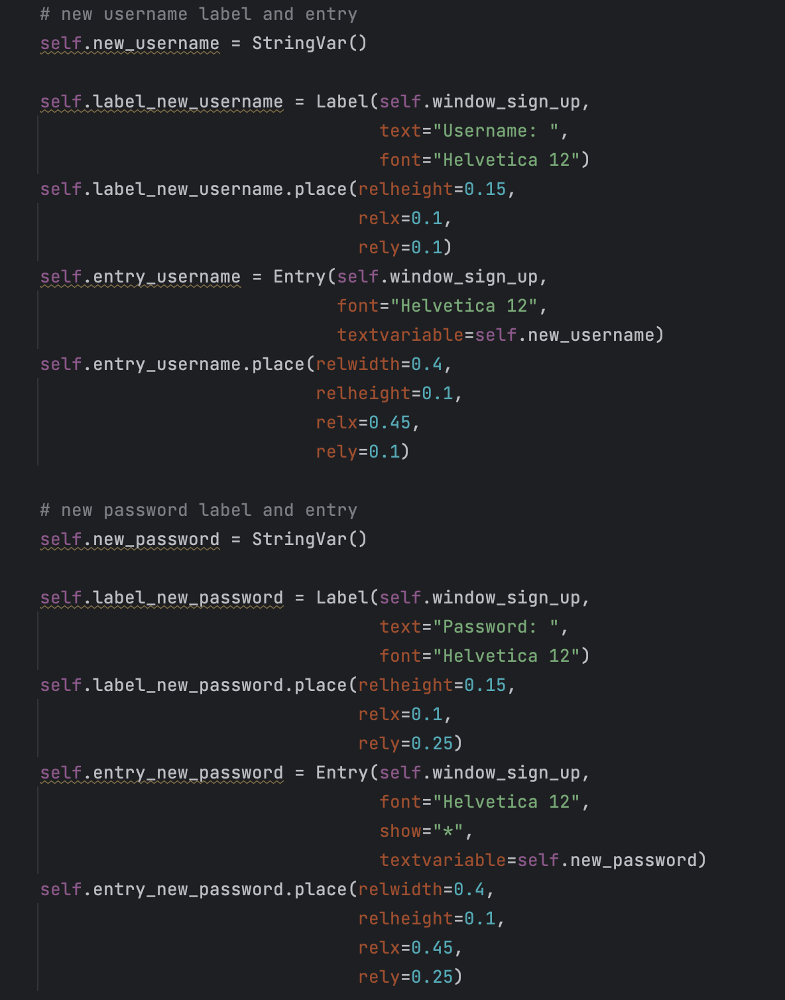 # new username label and entry
self.new_username = StringVar()
self.label_new_username = Label(self.window_sign_up,
text="Username: ",
font="Helvetica 12")
self.label_new_username.place(relheight=0.15,
relx=0.1,
rely=0.1)
self.entry_username = Entry(self.window_sign_up,
font="Helvetica 12",
textvariable=self.new_username)
self.entry_username.place(relwidth=0.4,
relheight=0.1,
relx=0.45,
rely=0.1)
# new password label and entry
self.new_password = StringVar()
self.label_new_password = Label(self.window_sign_up,
text="Password: ",
font="Helvetica 12")
self.label_new_password.place(relheight=0.15,
relx=0.1,
rely=0.25)
self.entry_new_password = Entry(self.window_sign_up,
font="Helvetica 12",
show="*",
textvariable=self.new_password)
self.entry_new_password.place(relwidth=0.4,
relheight=0.1,
relx=0.45,
rely=0.25)